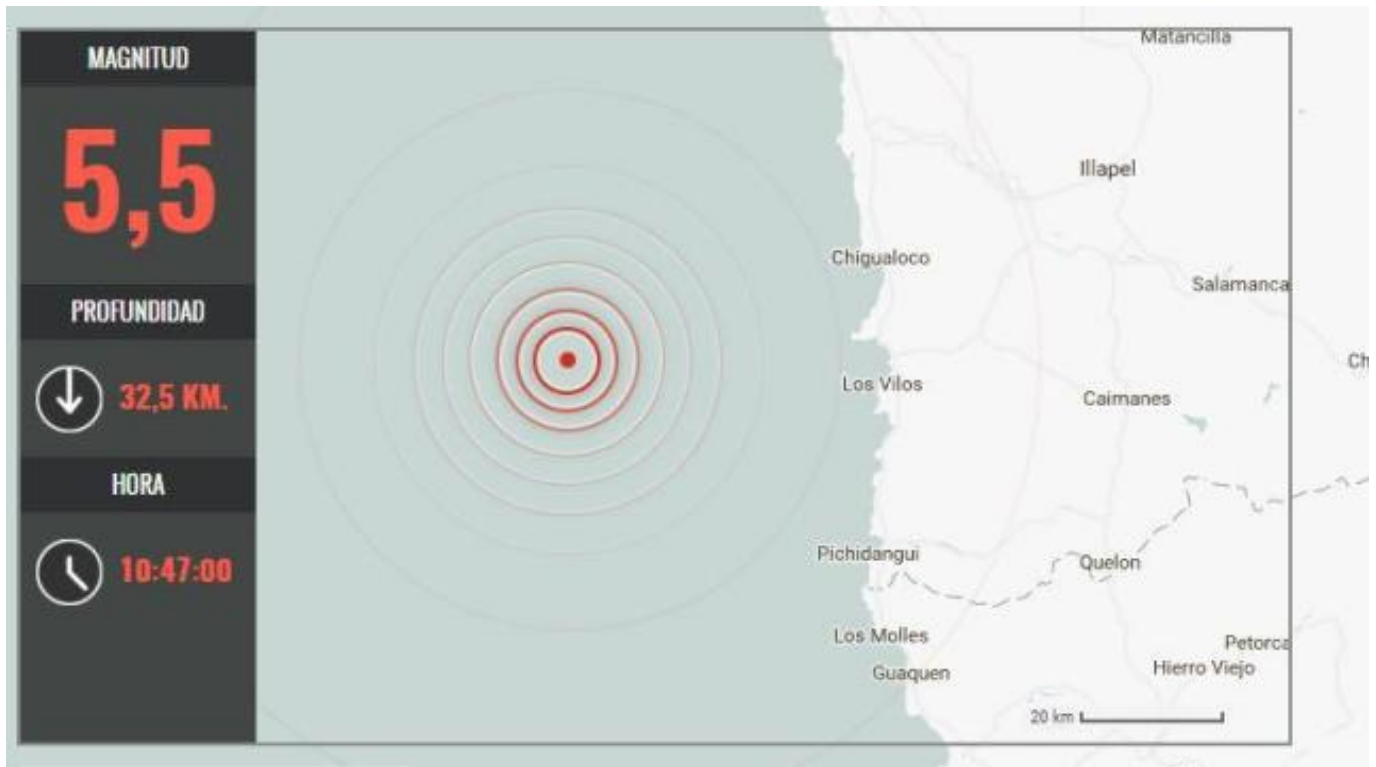 MAGNITUD
5,5
PROFUNDIDAD
32,5 KM.
HORA
10:47:00
Matancilla
Illapel
Chigualoco
Salamanca
Ch
Los Vilos
Caimanes
Pichidangui
Quelon
Los Molles
Petorca
Guaquen
Hierro Viejo
20 km